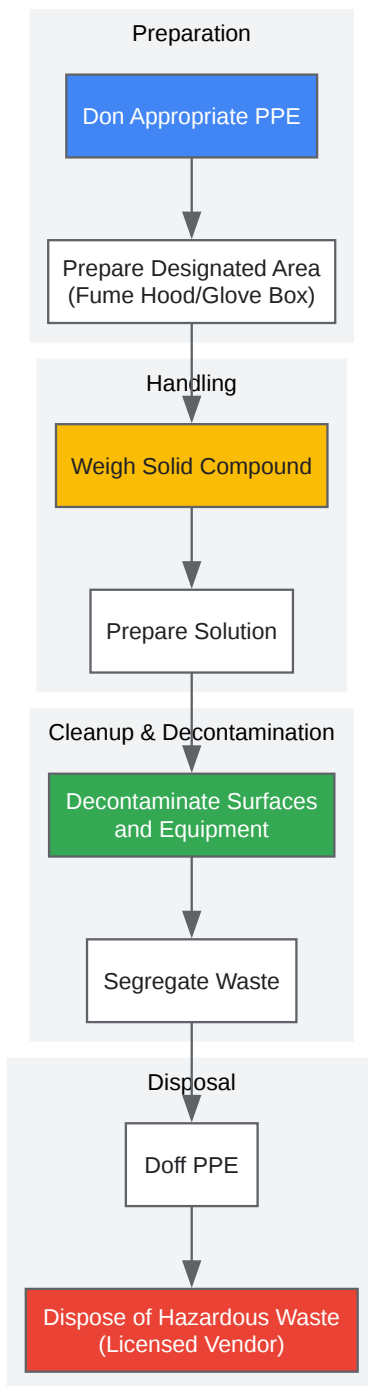 Preparation
Don Appropriate PPE
Prepare Designated Area
(Fume Hood/Glove Box)
Handling
Weigh Solid Compound
Prepare Solution
Cleanup & Decontamination
Decontaminate Surfaces
and Equipment
Segregate Waste
Disposal
Doff PPE
Dispose of Hazardous Waste
(Licensed Vendor)